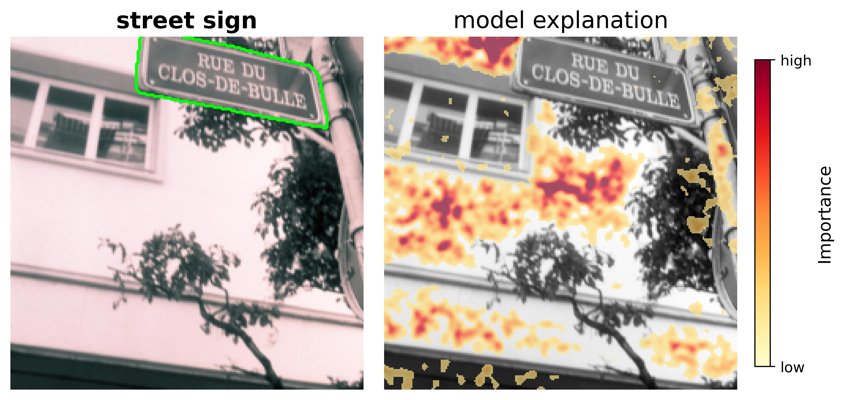 street sign
model explanation
RUE DU
CLOS-DE-BULLE
RUE DU
CLOS-DE-BULLE
high
Importance
low